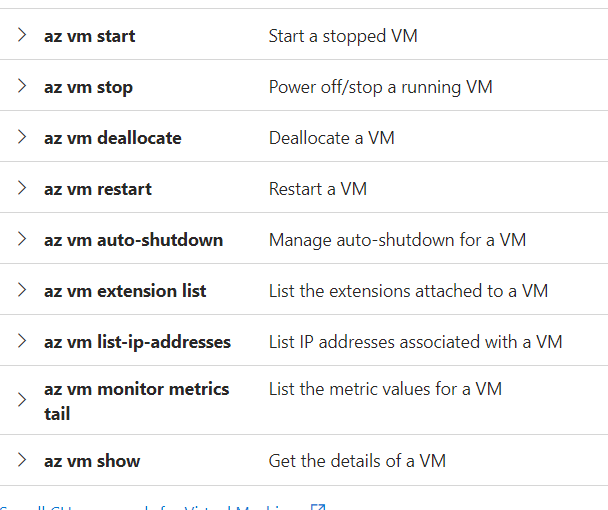 az vm start Start a stopped VM
az vm stop Power off/stop a running VM
az vm deallocate Deallocate a VM
az vm restart Restart a VM
az vm auto-shutdown Manage auto-shutdown for a VM
az vm extension list List the extensions attached to a VM
az vm list-ip-addresses List IP addresses associated with a VM
az vm monitor metrics List the metric values for a VM
tail
az vm show Get the details of a VM